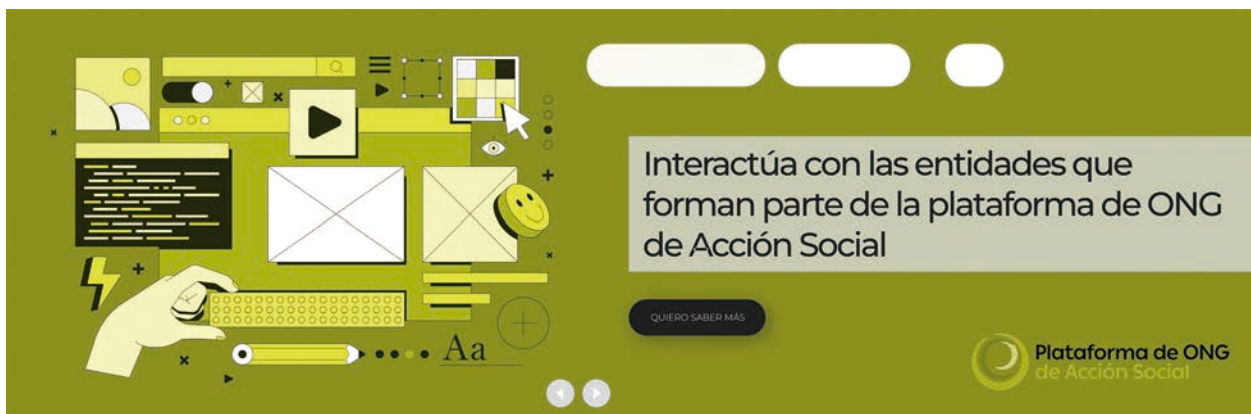 Interactúa con las entidades que
forman parte de la plataforma de ONG
de Acción Social
QUIERO SABER MÁS
Aa
Plataforma de ONG
de Acción Social